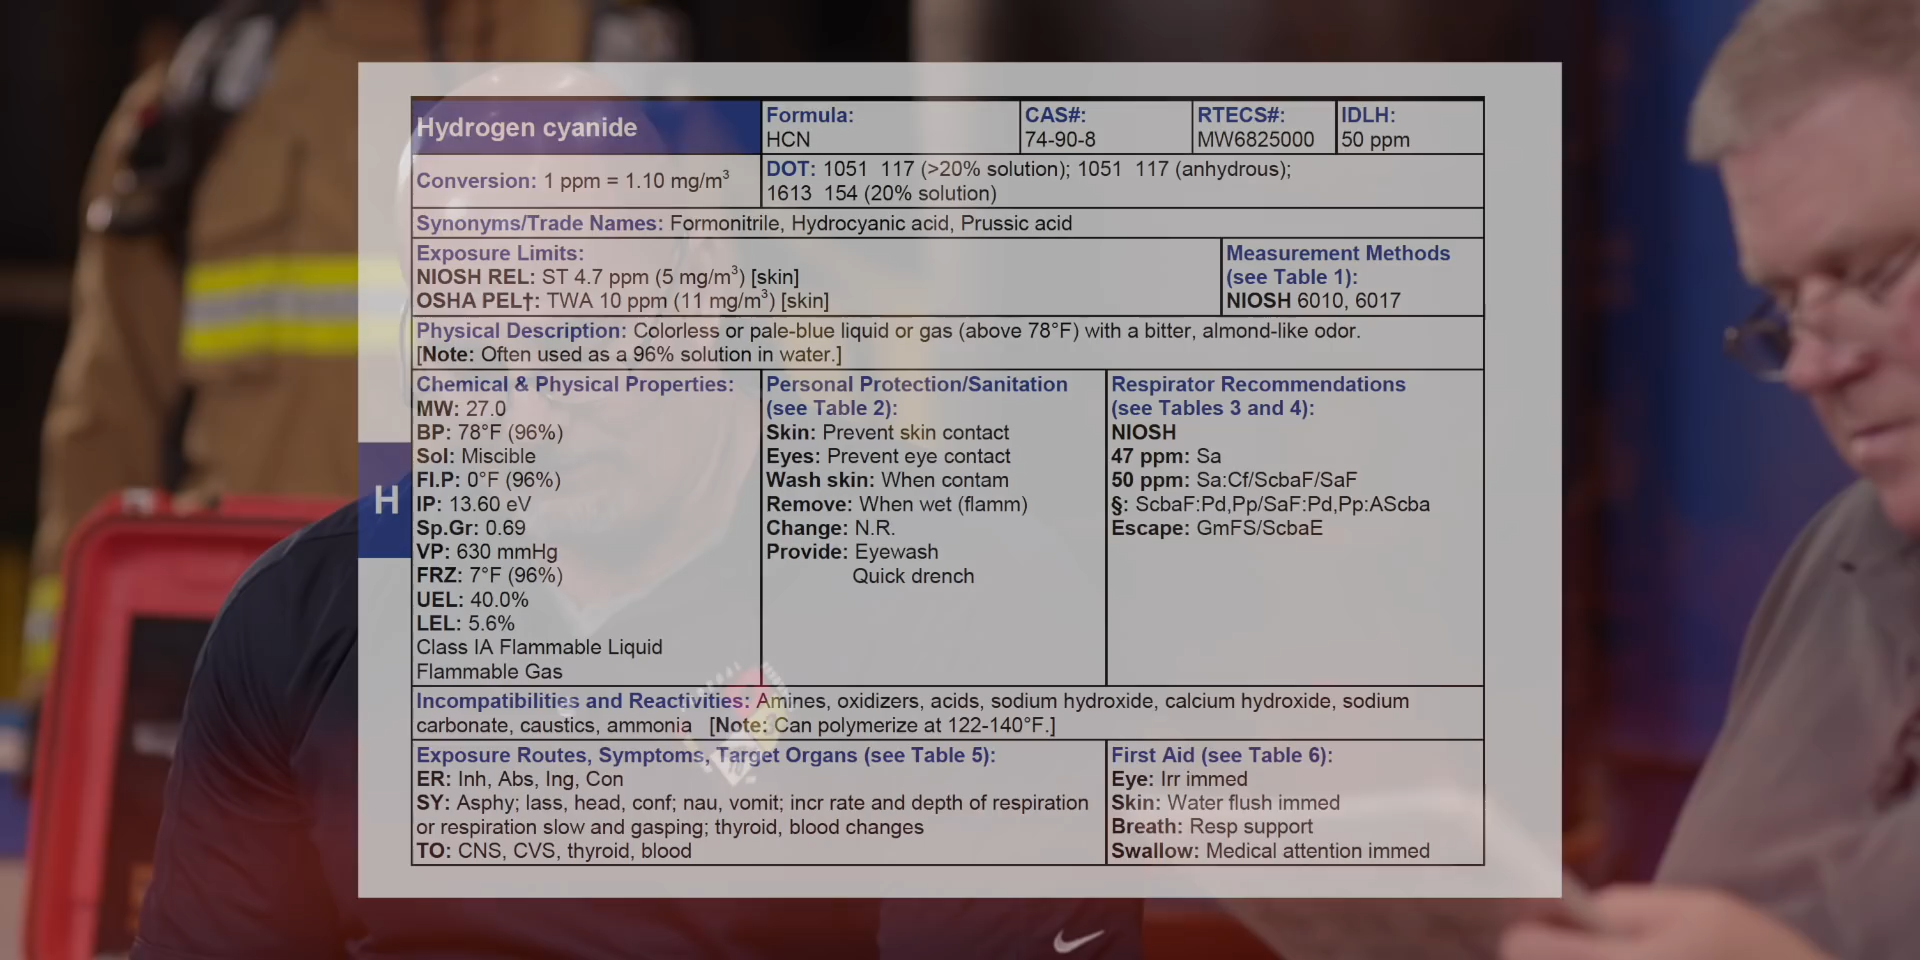 Hydrogen cyanide
Formula:
HCN
CAS#:
74-90-8
RTECS#:
MW6825000
IDLH:
50 ppm
Conversion: 1 ppm = 1.10 mg/m³
DOT: 1051 117 (>20% solution); 1051 117 (anhydrous);
1613 154 (20% solution)
Synonyms/Trade Names: Formonitrile, Hydrocyanic acid, Prussic acid
Exposure Limits:
NIOSH REL: ST 4.7 ppm (5 mg/m³) [skin]
OSHA PEL†: TWA 10 ppm (11 mg/m³) [skin]
Measurement Methods
(see Table 1):
NIOSH 6010, 6017
Physical Description: Colorless or pale-blue liquid or gas (above 78°F) with a bitter, almond-like odor.
[Note: Often used as a 96% solution in water.]
Chemical & Physical Properties:
MW: 27.0
BP: 78°F (96%)
Sol: Miscible
Fl.P: 0°F (96%)
IP: 13.60 eV
Sp.Gr: 0.69
VP: 630 mmHg
FRZ: 7°F (96%)
UEL: 40.0%
LEL: 5.6%
Class IA Flammable Liquid
Flammable Gas
Personal Protection/Sanitation
(see Table 2):
Skin: Prevent skin contact
Eyes: Prevent eye contact
Wash skin: When contam
Remove: When wet (flamm)
Change: N.R.
Provide: Eyewash
Quick drench
Respirator Recommendations
(see Tables 3 and 4):
NIOSH
47 ppm: Sa
50 ppm: Sa:Cf/ScbaF/SaF
§: ScbaF:Pd,Pp/SaF:Pd,Pp:AScba
Escape: GmFS/ScbaE
H
Incompatibilities and Reactivities: Amines, oxidizers, acids, sodium hydroxide, calcium hydroxide, sodium
carbonate, caustics, ammonia [Note: Can polymerize at 122-140°F.]
Exposure Routes, Symptoms, Target Organs (see Table 5):
ER: Inh, Abs, Ing, Con
SY: Asphy; lass, head, conf; nau, vomit; incr rate and depth of respiration
or respiration slow and gasping; thyroid, blood changes
TO: CNS, CVS, thyroid, blood
First Aid (see Table 6):
Eye: Irr immed
Skin: Water flush immed
Breath: Resp support
Swallow: Medical attention immed